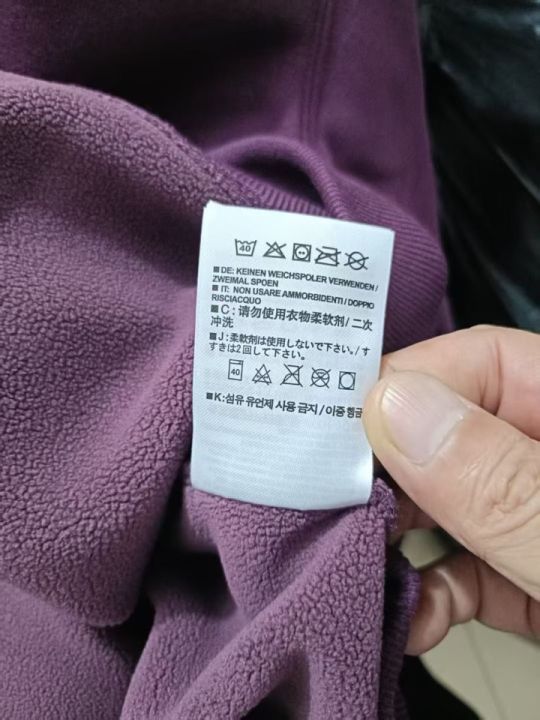 40
■ DE: KEINEN WEICHSPOLER VERWENDEN /
ZWEIMAL SPOEN
■ IT: NON USARE AMMORBIDENTI / DOPPIO
RISCIACQUO
■C：请勿使用衣物柔软剂/二次
冲洗
■J：柔軟剤は使用しないで下さい。/す
すきは2回して下さい。
40
■K:섬유 유언제 사용 금지/이중 헹굼